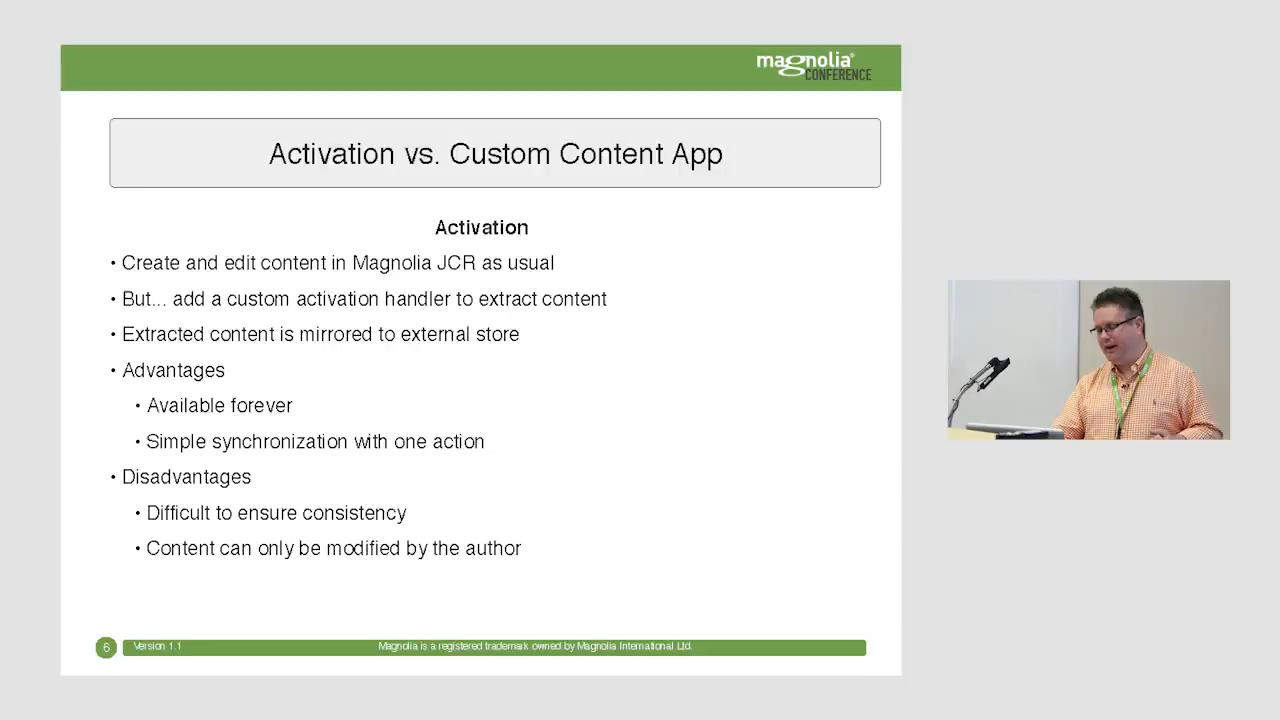 magnolia®
CONFERENCE
Activation vs. Custom Content App
Activation
• Create and edit content in Magnolia JCR as usual
• But... add a custom activation handler to extract content
• Extracted content is mirrored to external store
• Advantages
• Available forever
• Simple synchronization with one action
• Disadvantages
• Difficult to ensure consistency
• Content can only be modified by the author
6 Version 1.1 Magnolia is a registered trademark owned by Magnolia International Ltd.